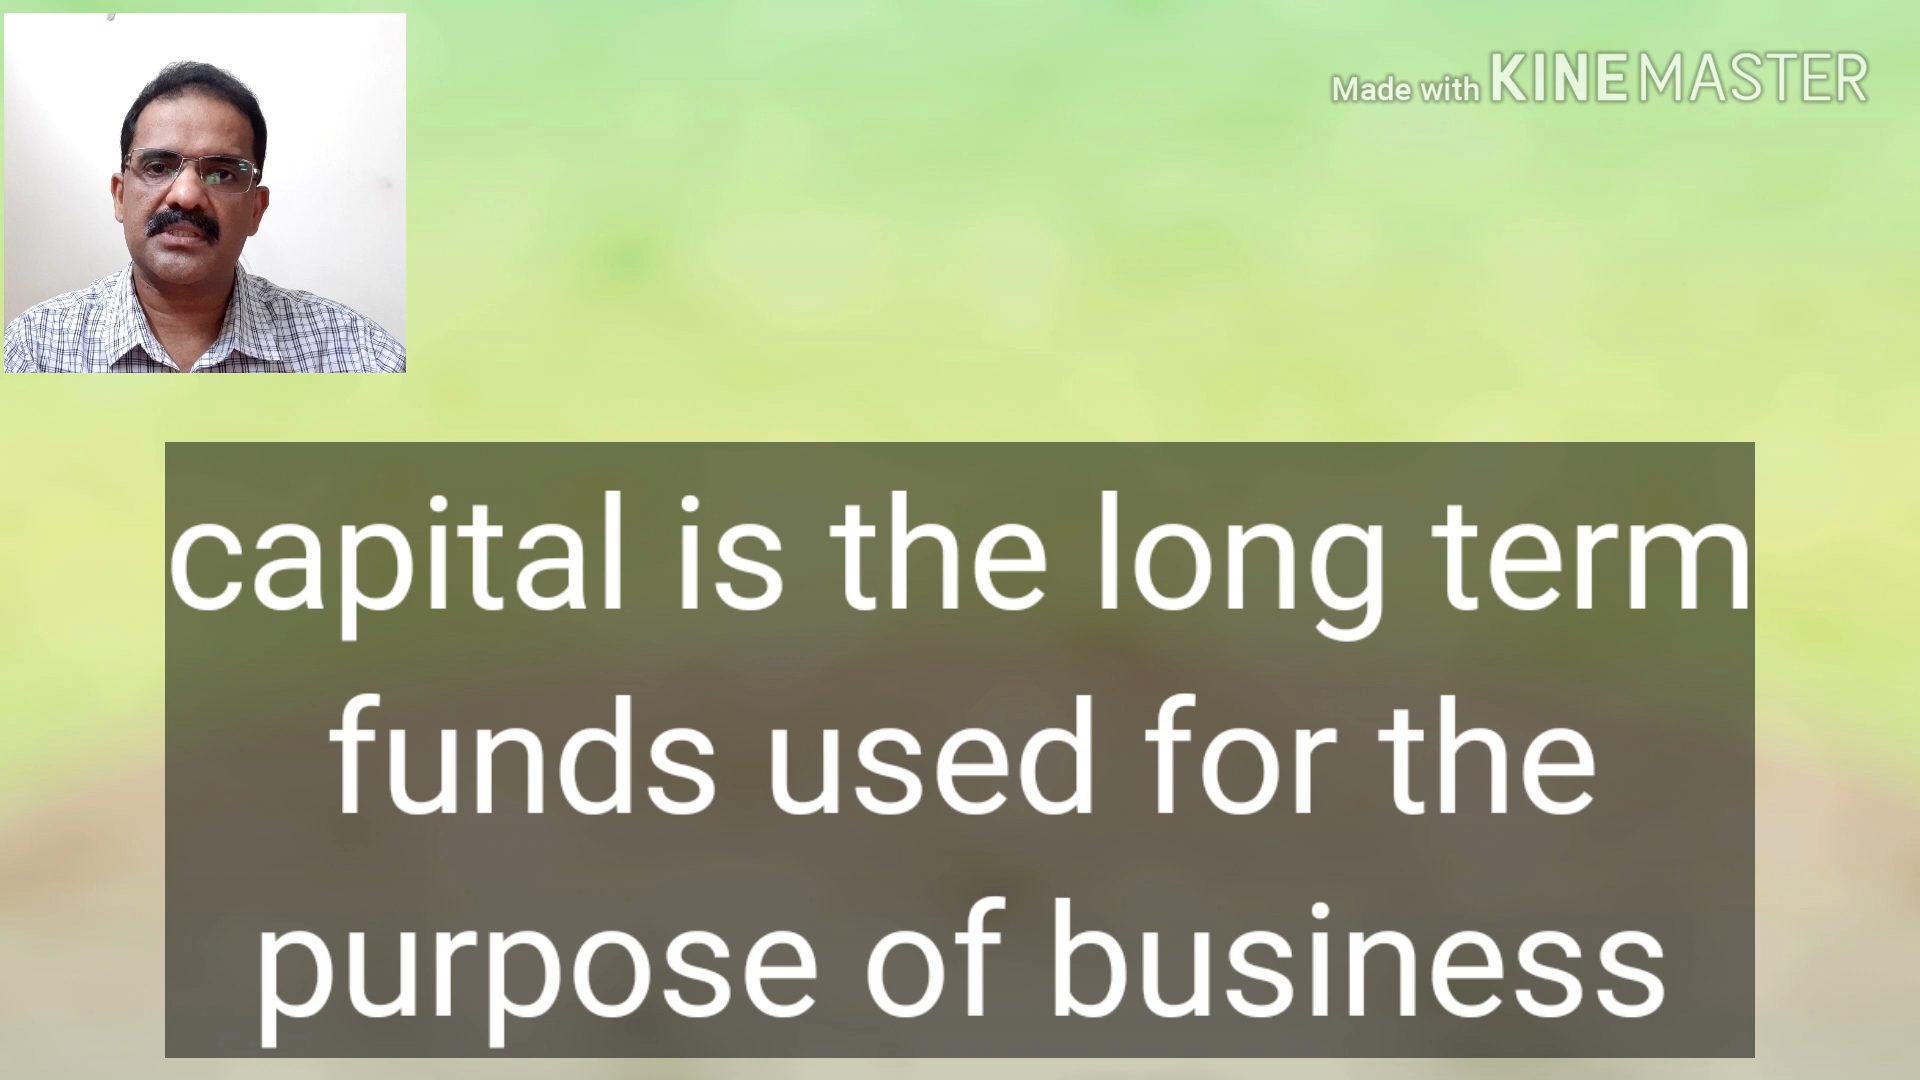 Made with KINEMASTER
capital is the long term
funds used for the
purpose of business